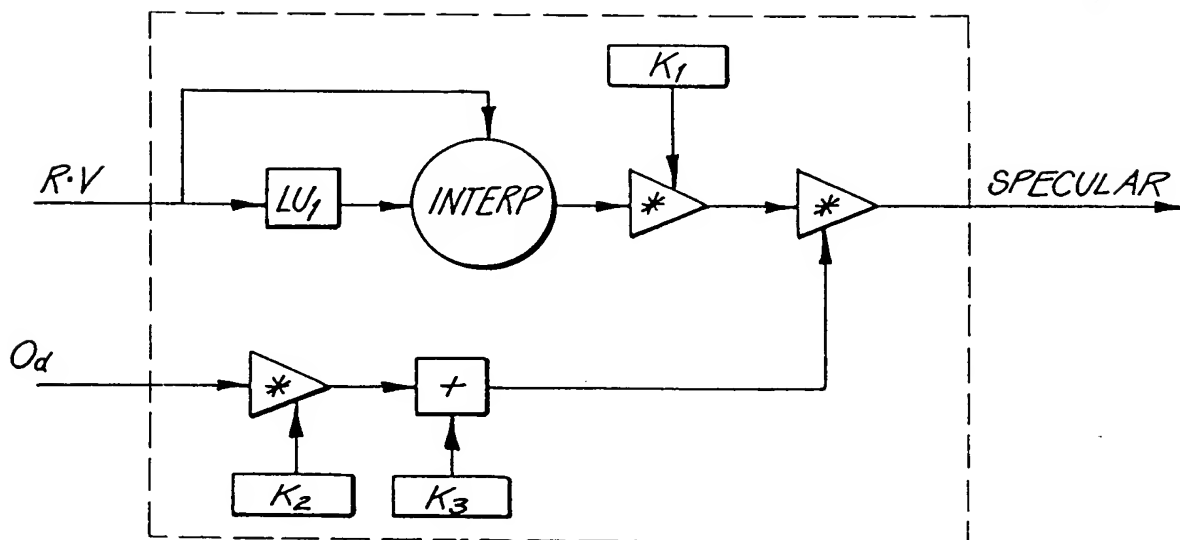 K1
R·V
LU1
INTERP
*
*
SPECULAR
Od
*
+
K2
K3